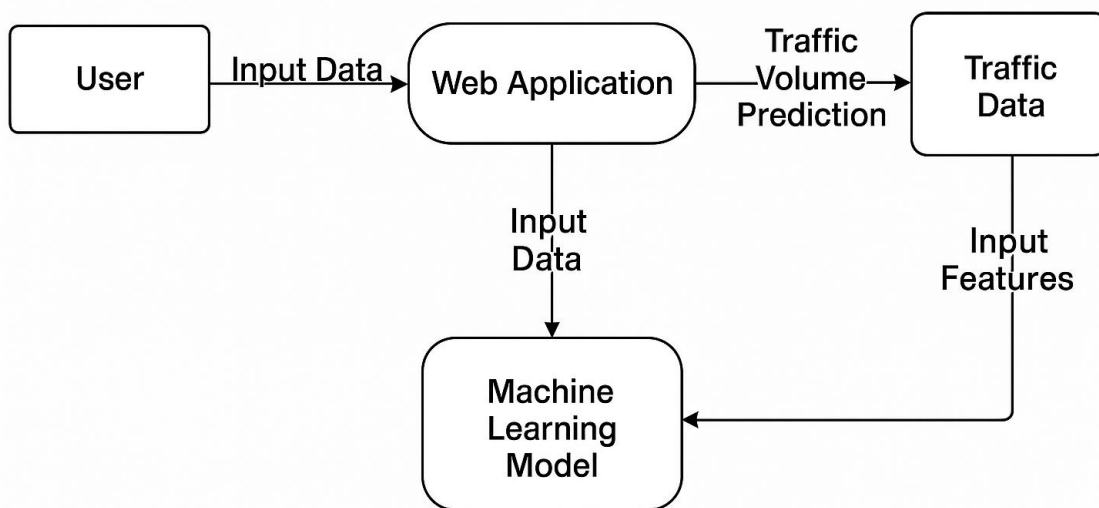 User
Input Data
Web Application
Traffic
Volume
Prediction
Traffic
Data
Input
Data
Input
Features
Machine
Learning
Model